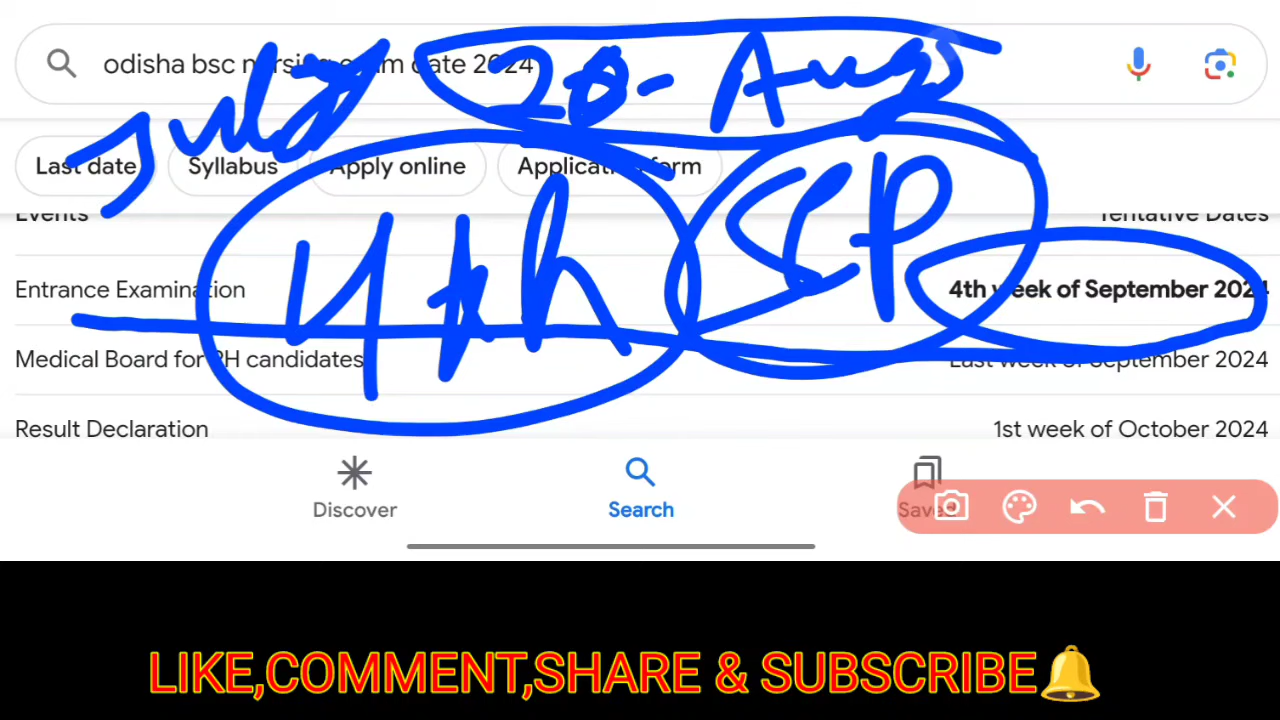 odisha bsc nursing exam date 2024
28- Aug
July
Last date Syllabus Apply online Application form
4th SEP
Events Tentative Dates
Entrance Examination 4th week of September 2024
Medical Board for PH candidates Last week of September 2024
Result Declaration 1st week of October 2024
Discover Search Saved
LIKE,COMMENT,SHARE & SUBSCRIBE🔔